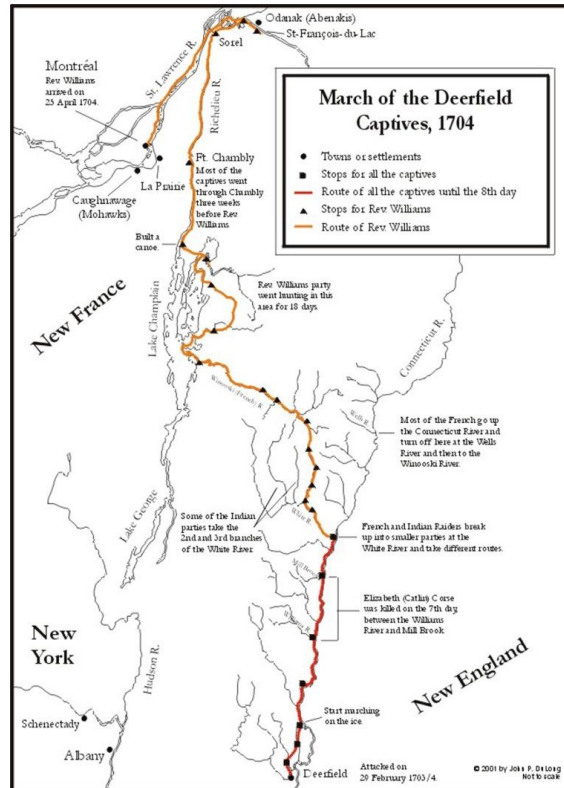 Odanak (Abenakis)
St-François-du-Lac
Sorel
Montréal
Rev. Williams
arrived on
25 April 1704.
St. Lawrence R.
Richelieu R.
March of the Deerfield
Captives, 1704
Towns or settlements
Stops for all the captives
Route of all the captives until the 8th day
Stops for Rev. Williams
Route of Rev. Williams
Ft. Chambly
Most of the
captives went
through Chambly
three weeks
before Rev.
Williams
La Prairie
Caughnawage
(Mohawks)
Built a
canoe.
Rev. Williams party
went hunting in this
area for 18 days.
New France
Lake Champlain
Connecticut R.
Winooski/French R.
Wells R.
Most of the French go up
the Connecticut River and
turn off here at the Wells
River and then to the
Winooski River.
Lake George
Some of the Indian
parties take the
2nd and 3rd branches
of the White River.
White R.
French and Indian Raiders break
up into smaller parties at the
White River and take different routes.
Elizabeth (Catlin) Corse
was killed on the 7th day,
between the Williams
River and Mill Brook.
New
York
Hudson R.
New England
Start marching
on the ice.
Schenectady
Albany
Deerfield
Attacked on
29 February 1703/4.
© 2001 by John P. DuLong
Not to scale